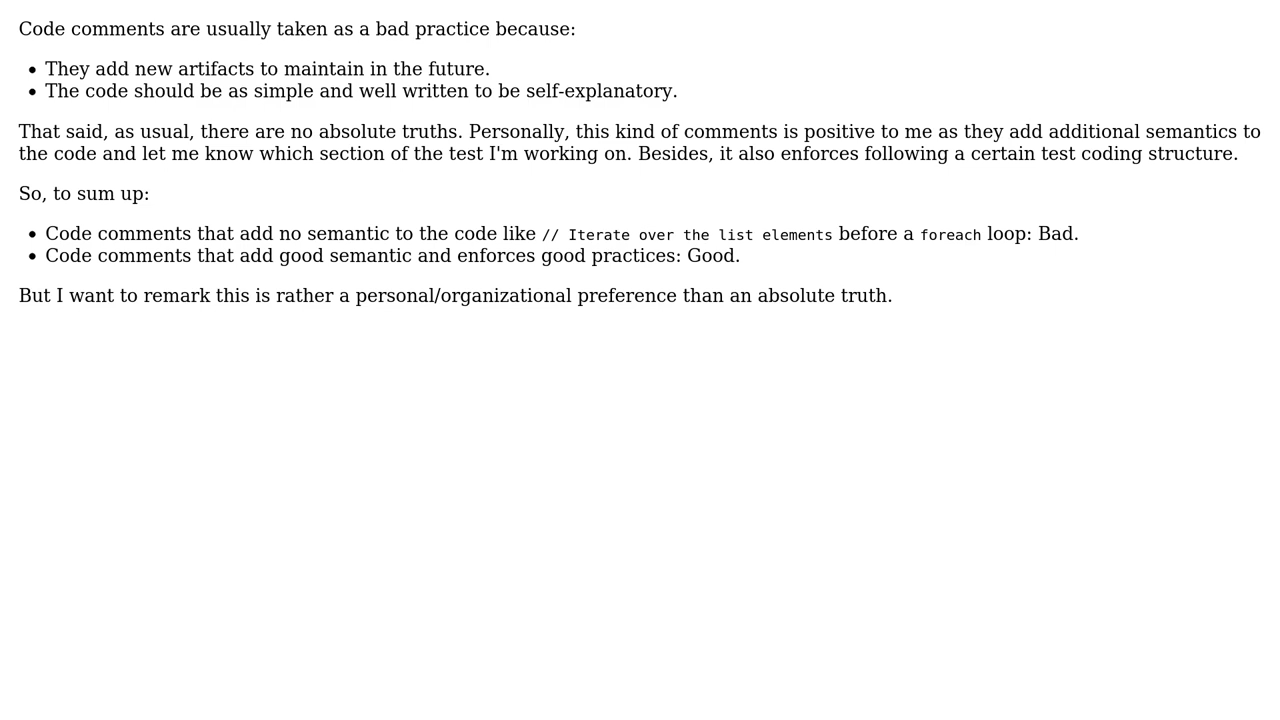 Code comments are usually taken as a bad practice because:
• They add new artifacts to maintain in the future.
• The code should be as simple and well written to be self-explanatory.
That said, as usual, there are no absolute truths. Personally, this kind of comments is positive to me as they add additional semantics to
the code and let me know which section of the test I'm working on. Besides, it also enforces following a certain test coding structure.
So, to sum up:
• Code comments that add no semantic to the code like // Iterate over the list elements before a foreach loop: Bad.
• Code comments that add good semantic and enforces good practices: Good.
But I want to remark this is rather a personal/organizational preference than an absolute truth.